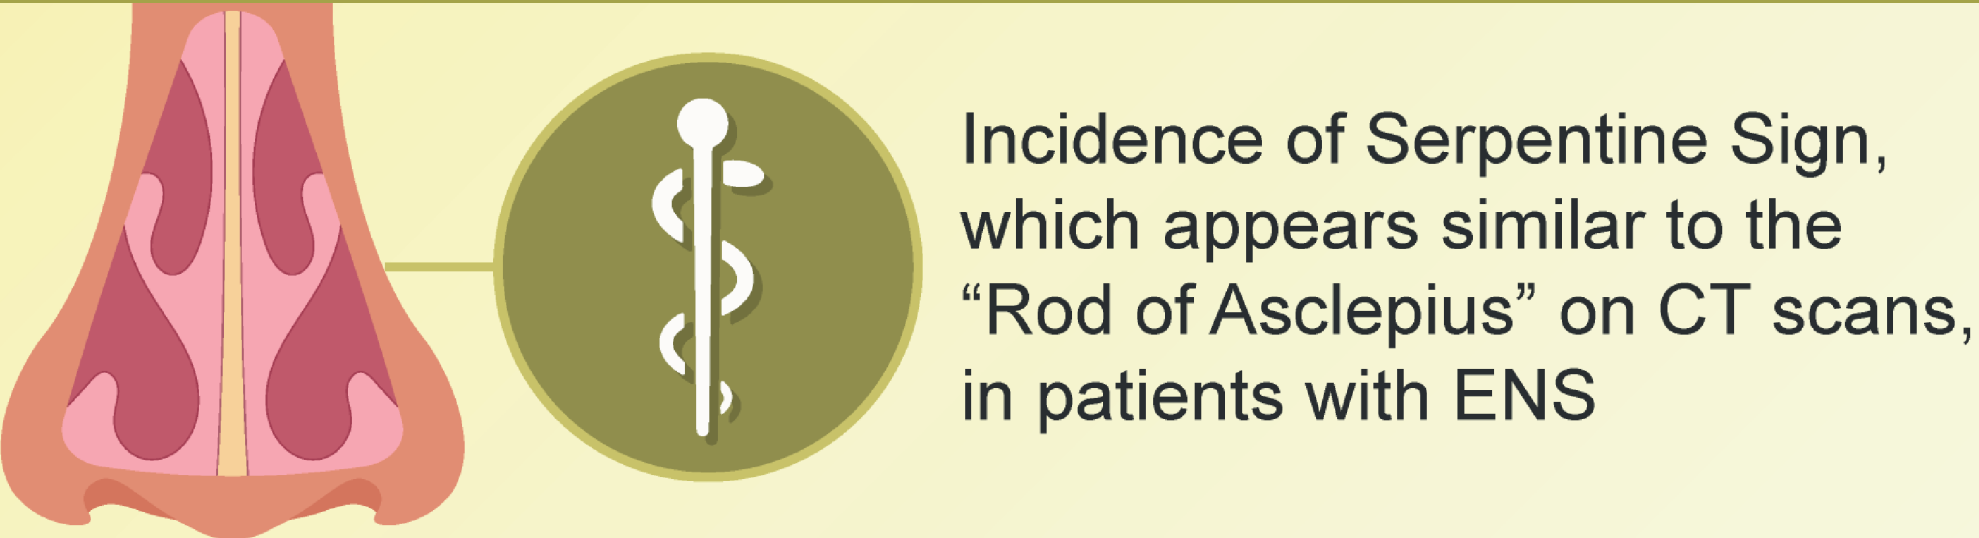 Incidence of Serpentine Sign,
which appears similar to the
“Rod of Asclepius” on CT scans,
in patients with ENS